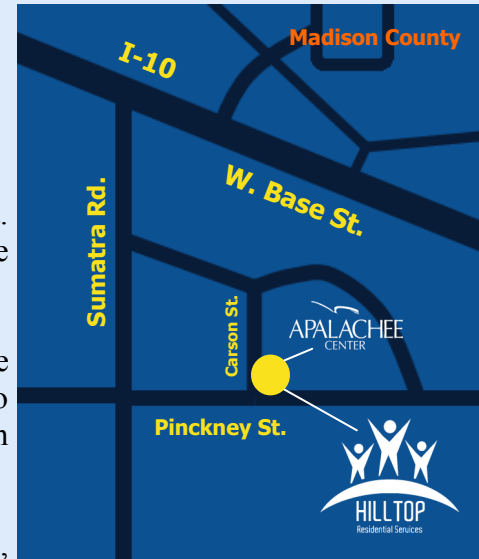 Madison County
I-10
W. Base St.
Sumatra Rd.
Carson St.
APALACHEE
CENTER
Pinckney St.
HILLTOP
Residential Services
.
e
e
o
n
,